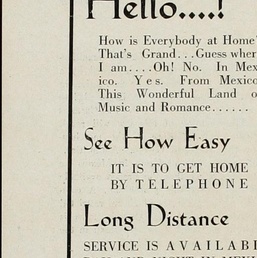 Hello....!
How is Everybody at Home
That's Grand...Guess wher
I am....Oh! No. In Mex
ico. Yes. From Mexico
This Wonderful Land o
Music and Romance......
See How Easy
IT IS TO GET HOME
BY TELEPHONE
Long Distance
SERVICE IS AVAILABL